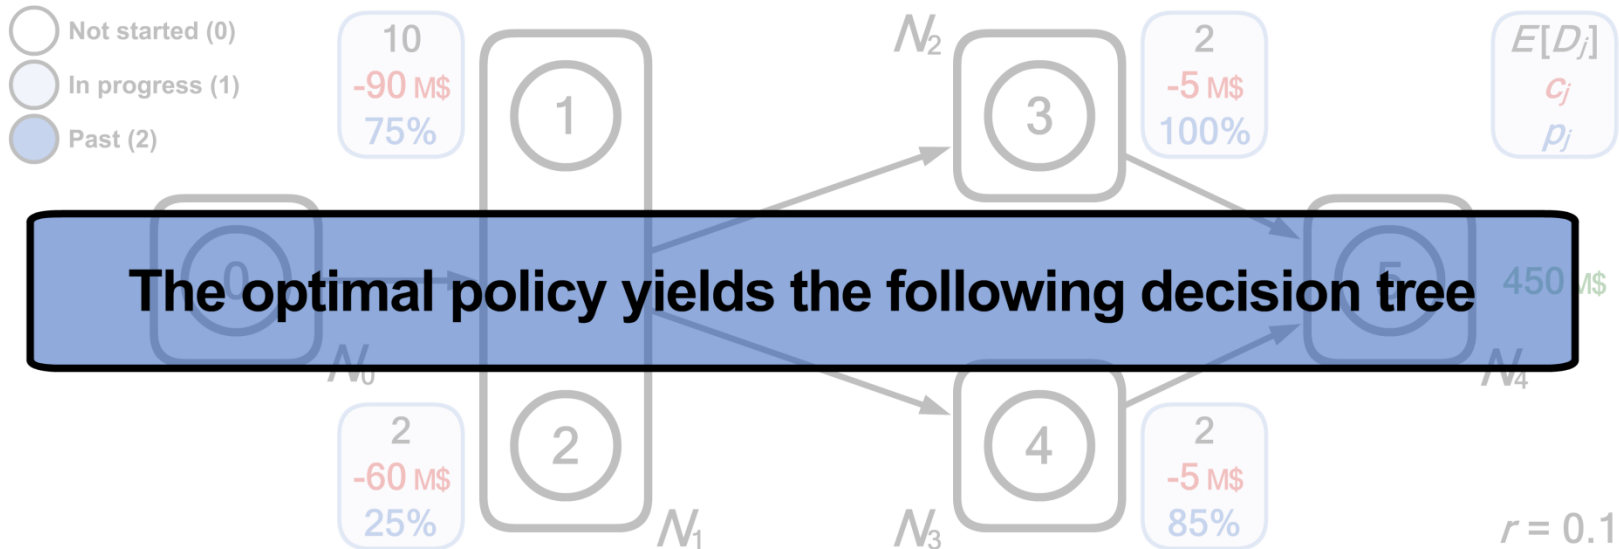 Not started (0)
In progress (1)
Past (2)
10
-90 M$
75%
1
N2
3
2
-5 M$
100%
E[Dj]
cj
pj
The optimal policy yields the following decision tree
0
5
450 M$
N0
N4
2
-60 M$
25%
2
N1
N3
4
2
-5 M$
85%
r = 0.1